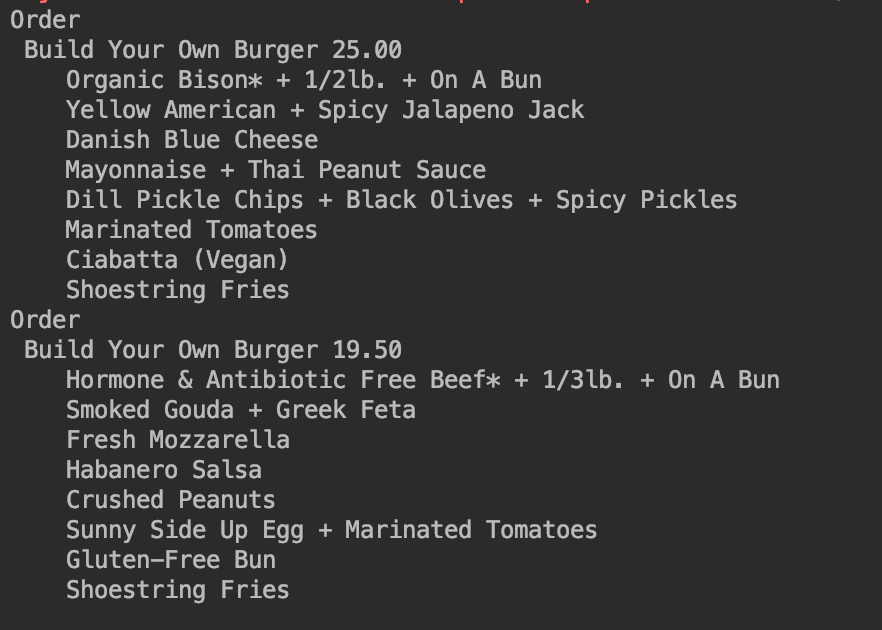 Order
Build Your Own Burger 25.00
Organic Bison* + 1/2lb. + On A Bun
Yellow American + Spicy Jalapeno Jack
Danish Blue Cheese
Mayonnaise + Thai Peanut Sauce
Dill Pickle Chips + Black Olives + Spicy Pickles
Marinated Tomatoes
Ciabatta (Vegan)
Shoestring Fries
Order
Build Your Own Burger 19.50
Hormone & Antibiotic Free Beef* + 1/3lb. + On A Bun
Smoked Gouda + Greek Feta
Fresh Mozzarella
Habanero Salsa
Crushed Peanuts
Sunny Side Up Egg + Marinated Tomatoes
Gluten-Free Bun
Shoestring Fries